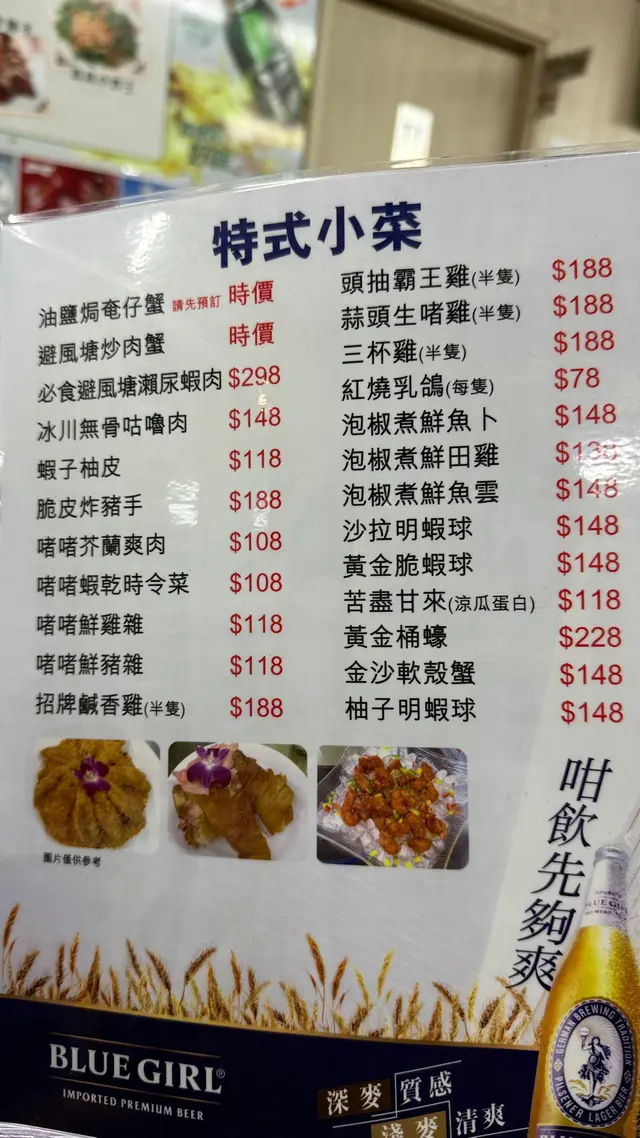 特式小菜
油鹽焗奄仔蟹 請先預訂 時價
避風塘炒肉蟹 時價
必食避風塘瀨尿蝦肉 $298
冰川無骨咕嚕肉 $148
蝦子柚皮 $118
脆皮炸豬手 $188
啫啫芥蘭爽肉 $108
啫啫蝦乾時令菜 $108
啫啫鮮雞雜 $118
啫啫鮮豬雜 $118
招牌鹹香雞(半隻) $188
頭抽霸王雞(半隻) $188
蒜頭生啫雞(半隻) $188
三杯雞(半隻) $188
紅燒乳鴿(每隻) $78
泡椒煮鮮魚卜 $148
泡椒煮鮮田雞 $138
泡椒煮鮮魚雲 $148
沙拉明蝦球 $148
黃金脆蝦球 $148
苦盡甘來(涼瓜蛋白) $118
黃金桶蠔 $228
金沙軟殼蟹 $148
柚子明蝦球 $148
圖片僅供參考
咁飲先夠爽
BLUE GIRL®
IMPORTED PREMIUM BEER
深麥 質感
淺麥 清爽
GERMAN BREWING TRADITION
PILSENER LAGER BIER